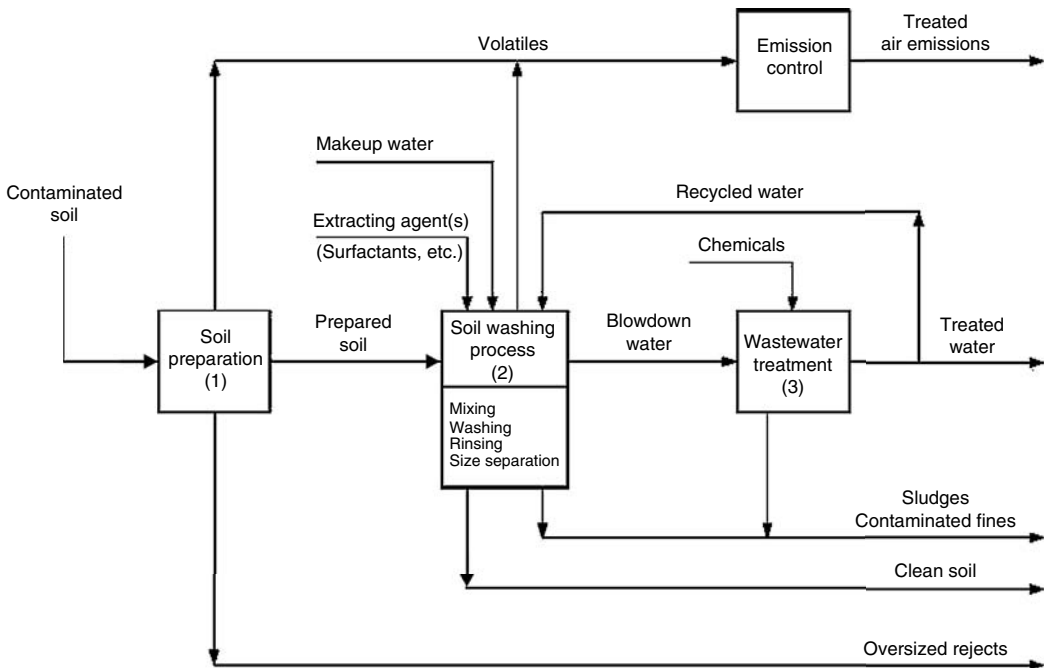 Volatiles
Emission
control
Treated
air emissions
Makeup water
Contaminated
soil
Extracting agent(s)
(Surfactants, etc.)
Recycled water
Chemicals
Soil
preparation
(1)
Prepared
soil
Soil washing
process
(2)
Mixing
Washing
Rinsing
Size separation
Blowdown
water
Wastewater
treatment
(3)
Treated
water
Sludges
Contaminated fines
Clean soil
Oversized rejects